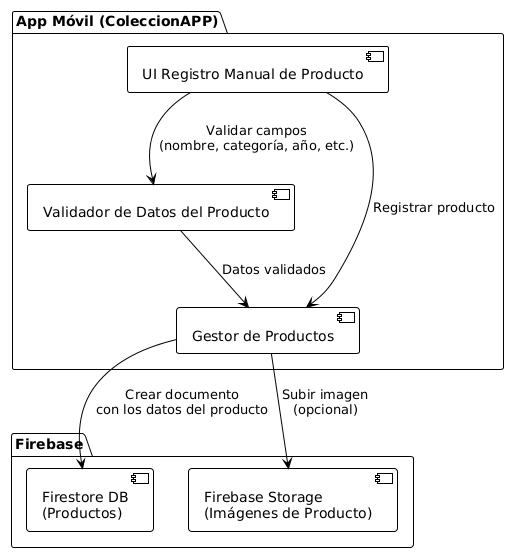 App Móvil (ColeccionAPP)
UI Registro Manual de Producto
Validar campos
(nombre, categoría, año, etc.)
Validador de Datos del Producto
Registrar producto
Datos validados
Gestor de Productos
Crear documento
con los datos del producto
Subir imagen
(opcional)
Firebase
Firestore DB
(Productos)
Firebase Storage
(Imágenes de Producto)